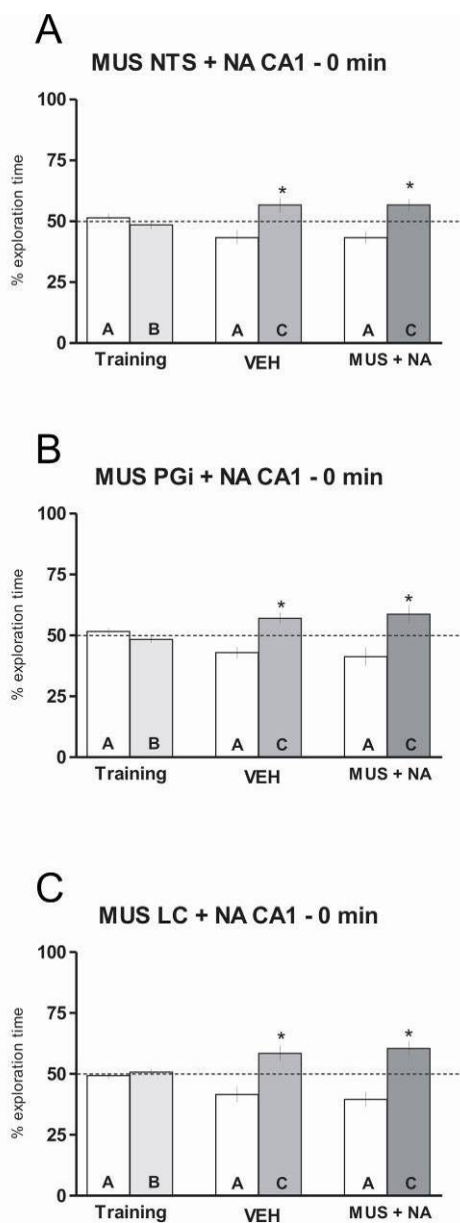 A
MUS NTS + NA CA1 - 0 min
100
75
50
25
0
% exploration time
* *
A B A C A C
Training VEH MUS + NA
B
MUS PGi + NA CA1 - 0 min
100
75
50
25
0
% exploration time
* *
A B A C A C
Training VEH MUS + NA
C
MUS LC + NA CA1 - 0 min
100
75
50
25
0
% exploration time
* *
A B A C A C
Training VEH MUS + NA